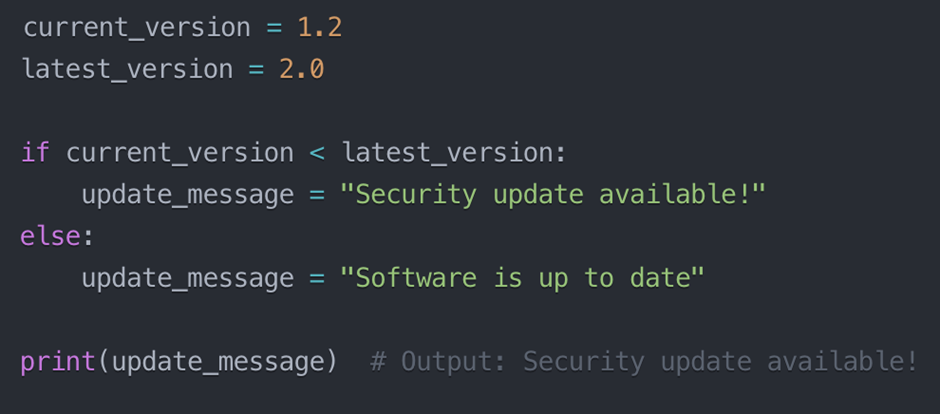 current_version = 1.2
latest_version = 2.0

if current_version < latest_version:
    update_message = "Security update available!"
else:
    update_message = "Software is up to date"

print(update_message)  # Output: Security update available!